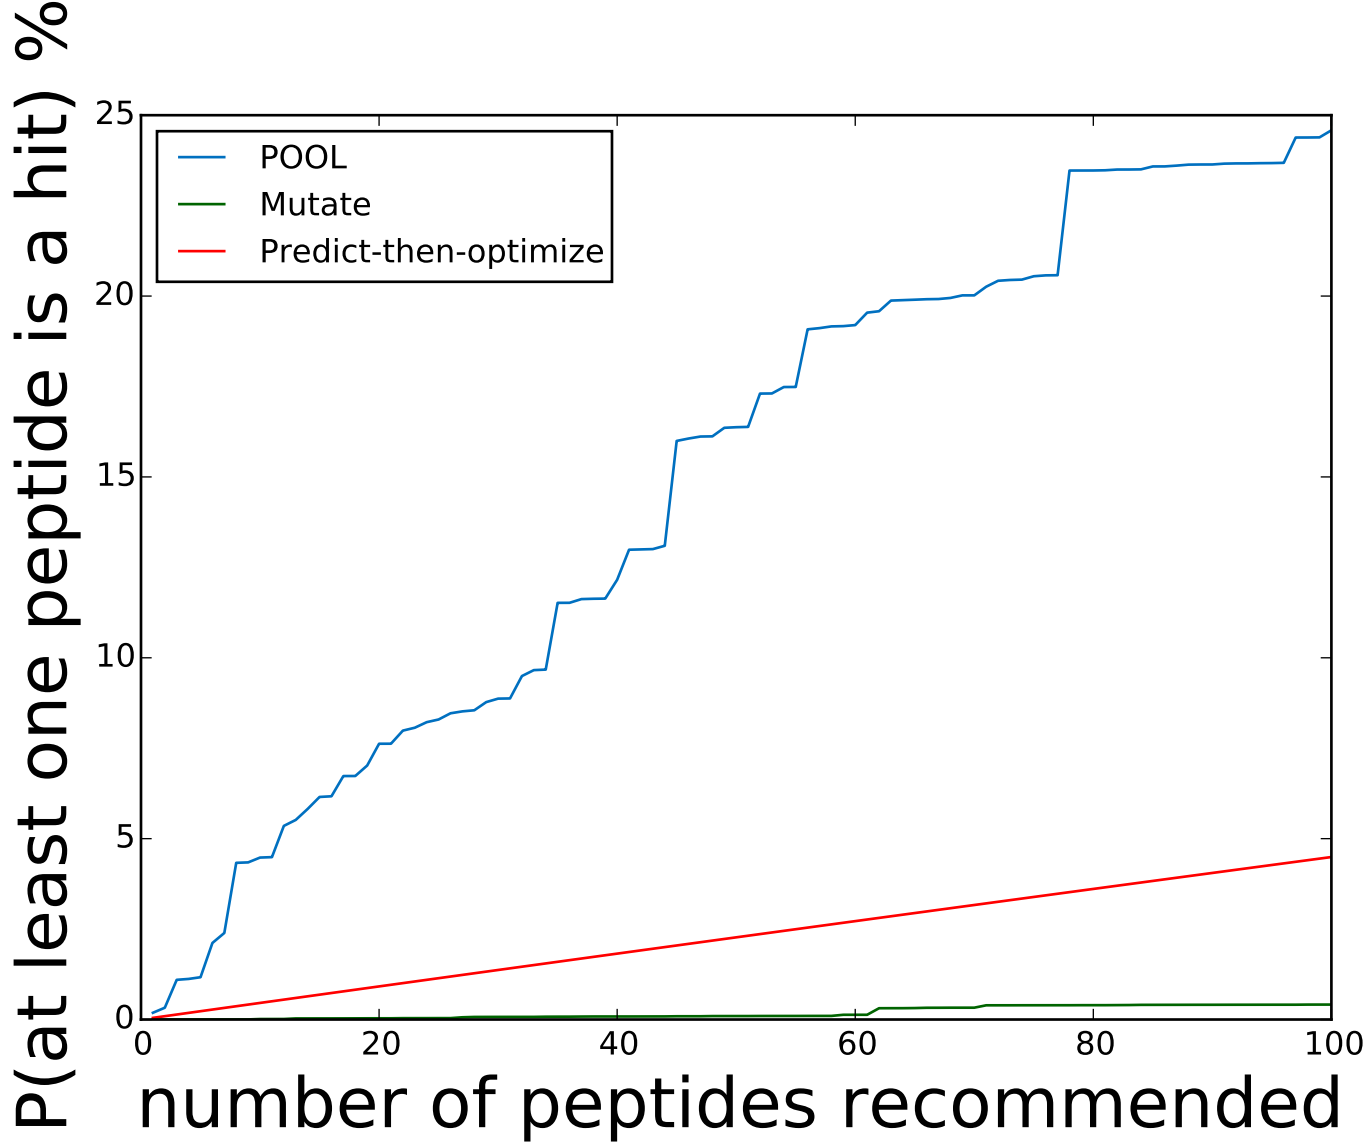 P(at least one peptide is a hit) %
25
20
15
10
5
0
POOL
Mutate
Predict-then-optimize
0 20 40 60 80 100
number of peptides recommended